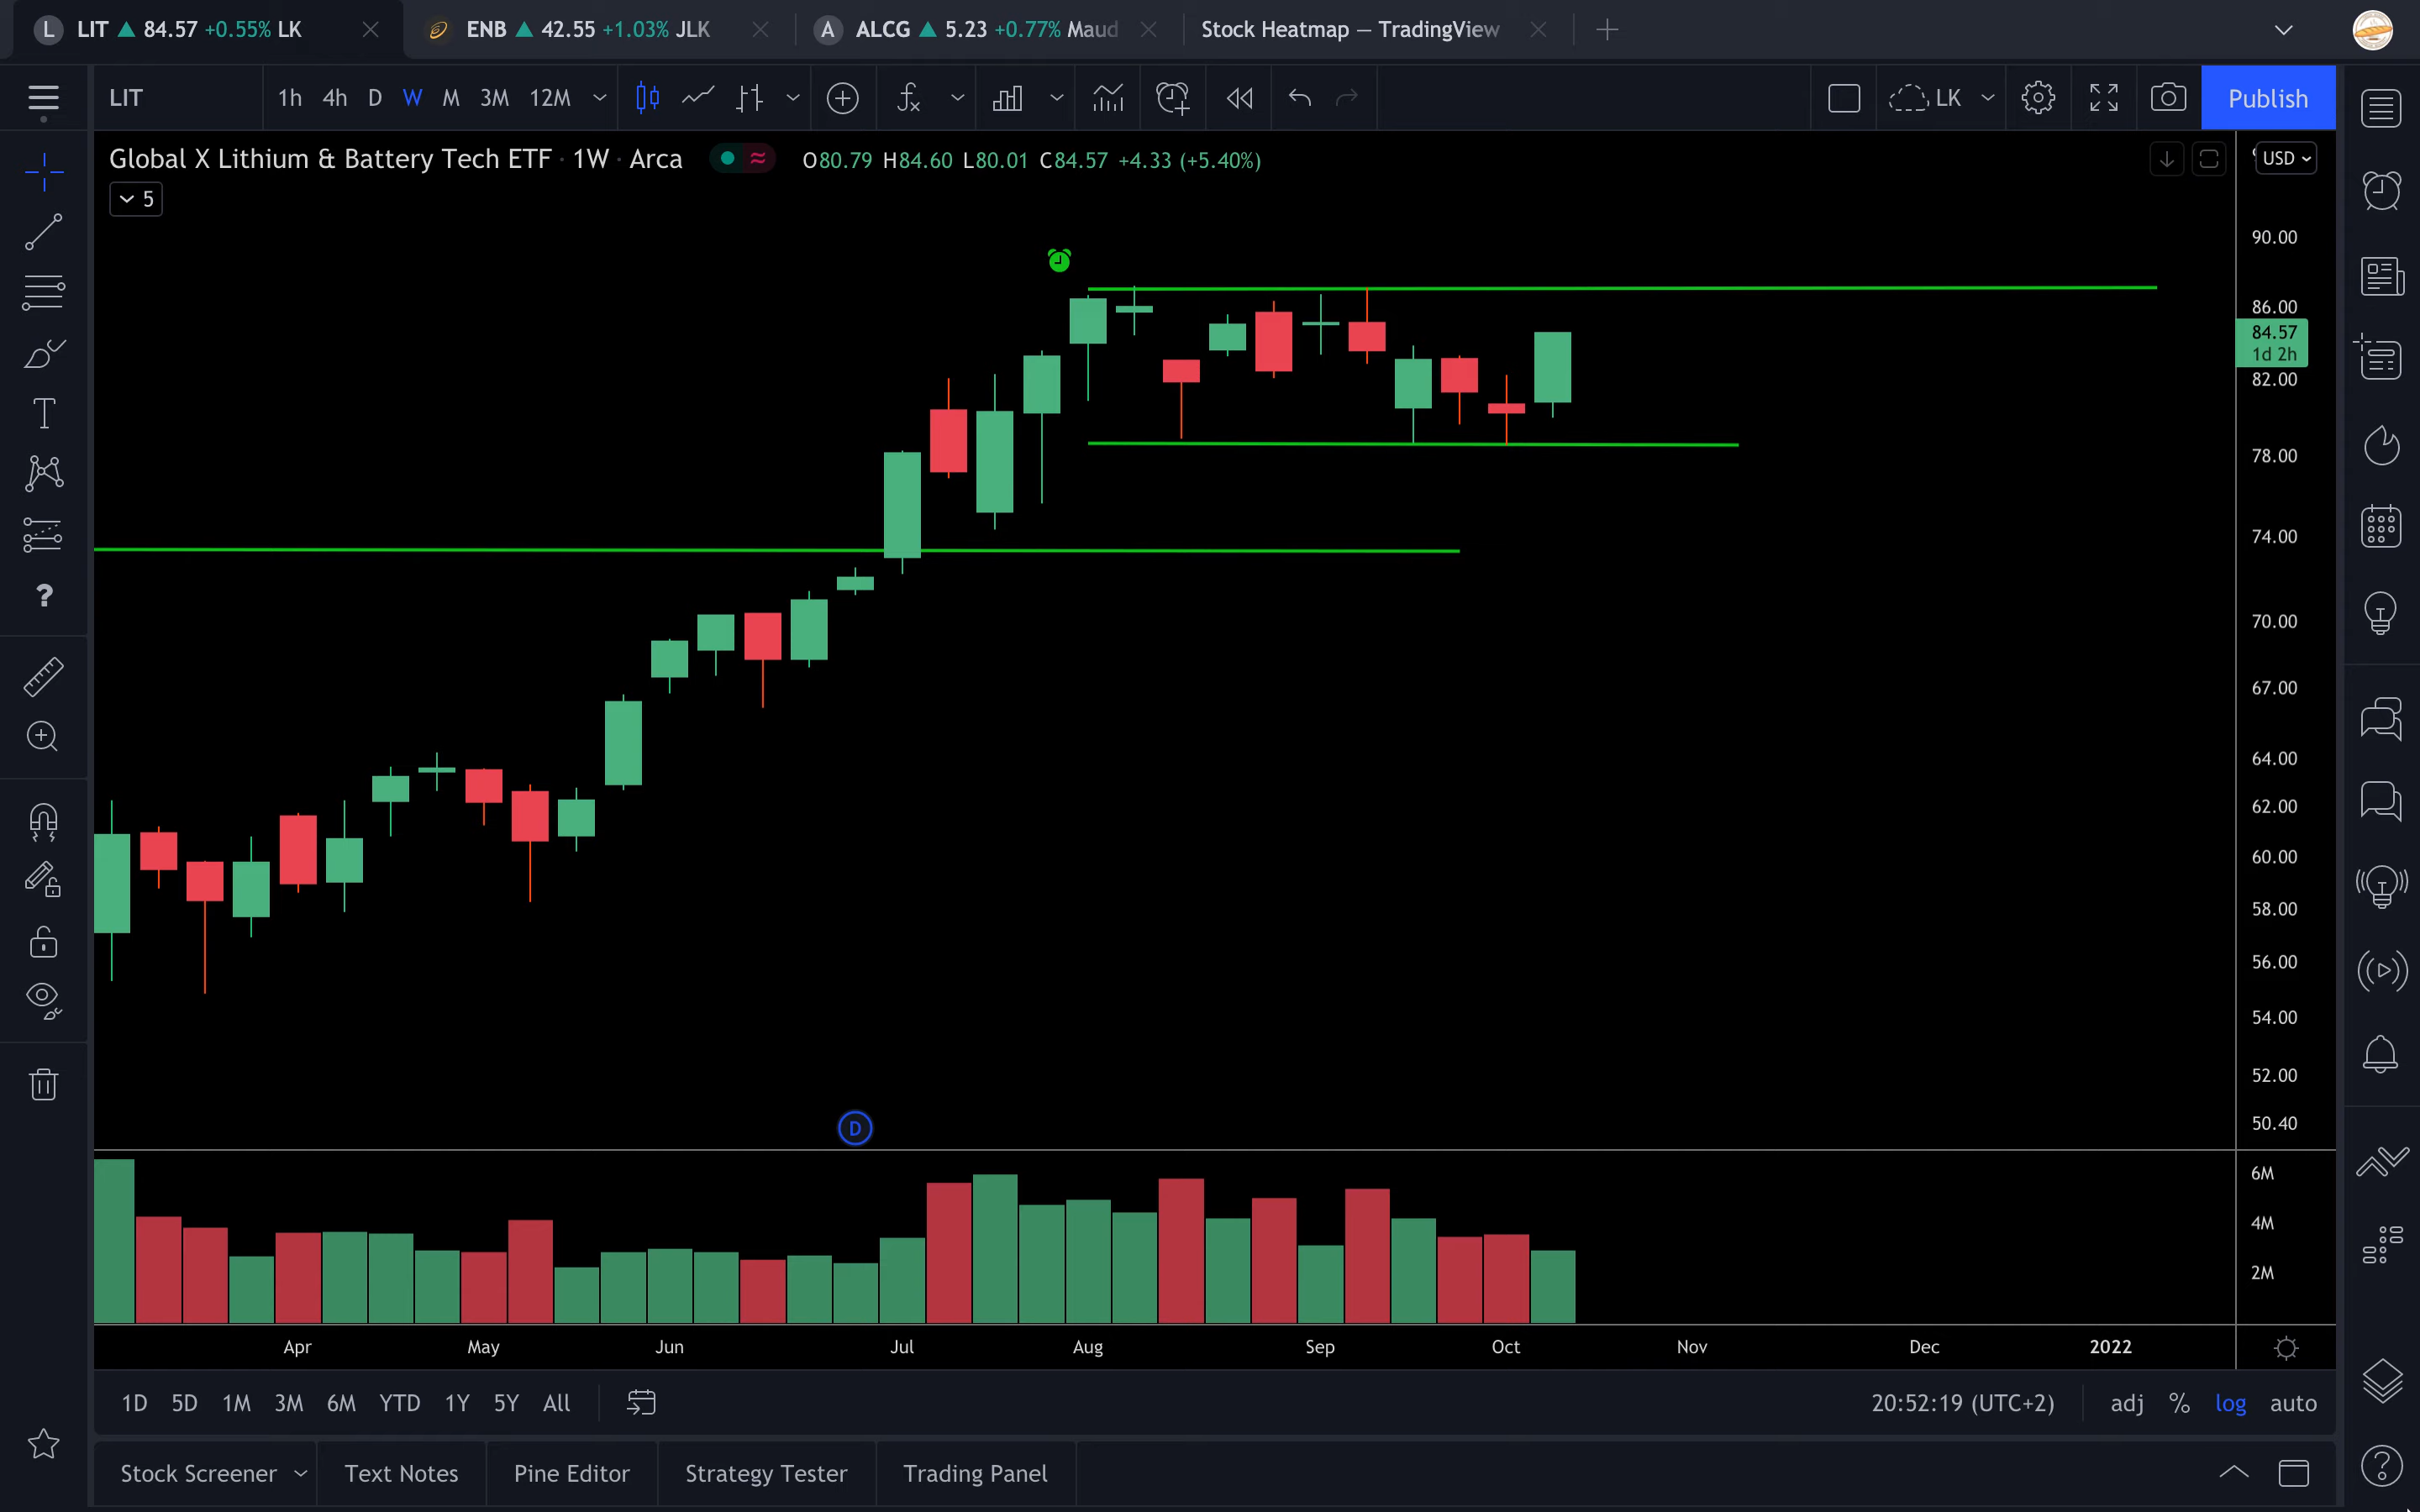 L LIT ▲ 84.57 +0.55% LK ENB ▲ 42.55 +1.03% JLK A ALCG ▲ 5.23 +0.77% Maud Stock Heatmap — TradingView
LIT 1h 4h D W M 3M 12M LK Publish
Global X Lithium & Battery Tech ETF · 1W · Arca O80.79 H84.60 L80.01 C84.57 +4.33 (+5.40%) USD
5
90.00
86.00
84.57
1d 2h
82.00
78.00
74.00
70.00
67.00
64.00
62.00
60.00
58.00
56.00
54.00
52.00
50.40
D
6M
4M
2M
Apr May Jun Jul Aug Sep Oct Nov Dec 2022
1D 5D 1M 3M 6M YTD 1Y 5Y All 20:52:19 (UTC+2) adj % log auto
Stock Screener Text Notes Pine Editor Strategy Tester Trading Panel